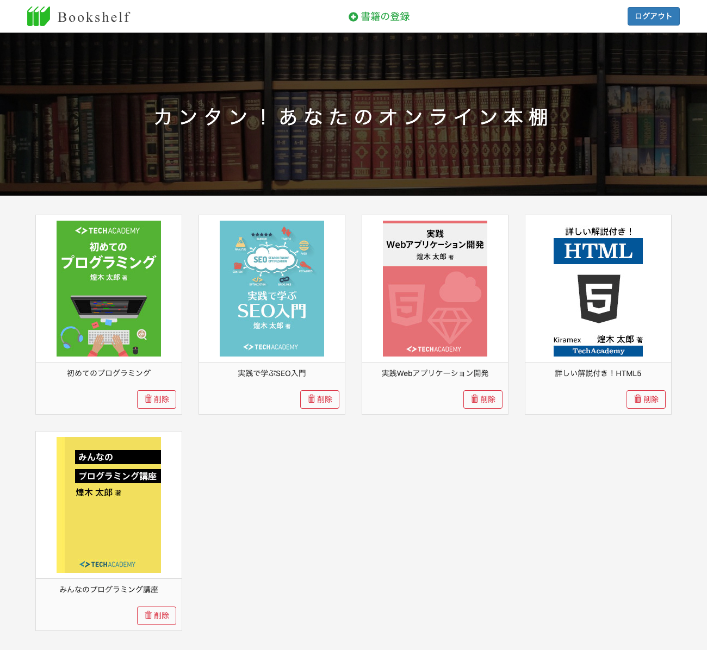 Bookshelf
書籍の登録
ログアウト
カンタン！あなたのオンライン本棚
TECHACADEMY
初めての
プログラミング
煌木 太郎 著
初めてのプログラミング
削除
SEO
実践で学ぶ
SEO入門
煌木 太郎 著
TECHACADEMY
実践で学ぶSEO入門
削除
実践
Webアプリケーション開発
煌木 太郎 著
TECHACADEMY
実践Webアプリケーション開発
削除
詳しい解説付き！
HTML
5
Kiramex 煌木 太郎 著
TechAcademy
詳しい解説付き！HTML5
削除
みんなの
プログラミング講座
煌木 太郎 著
TECHACADEMY
みんなのプログラミング講座
削除